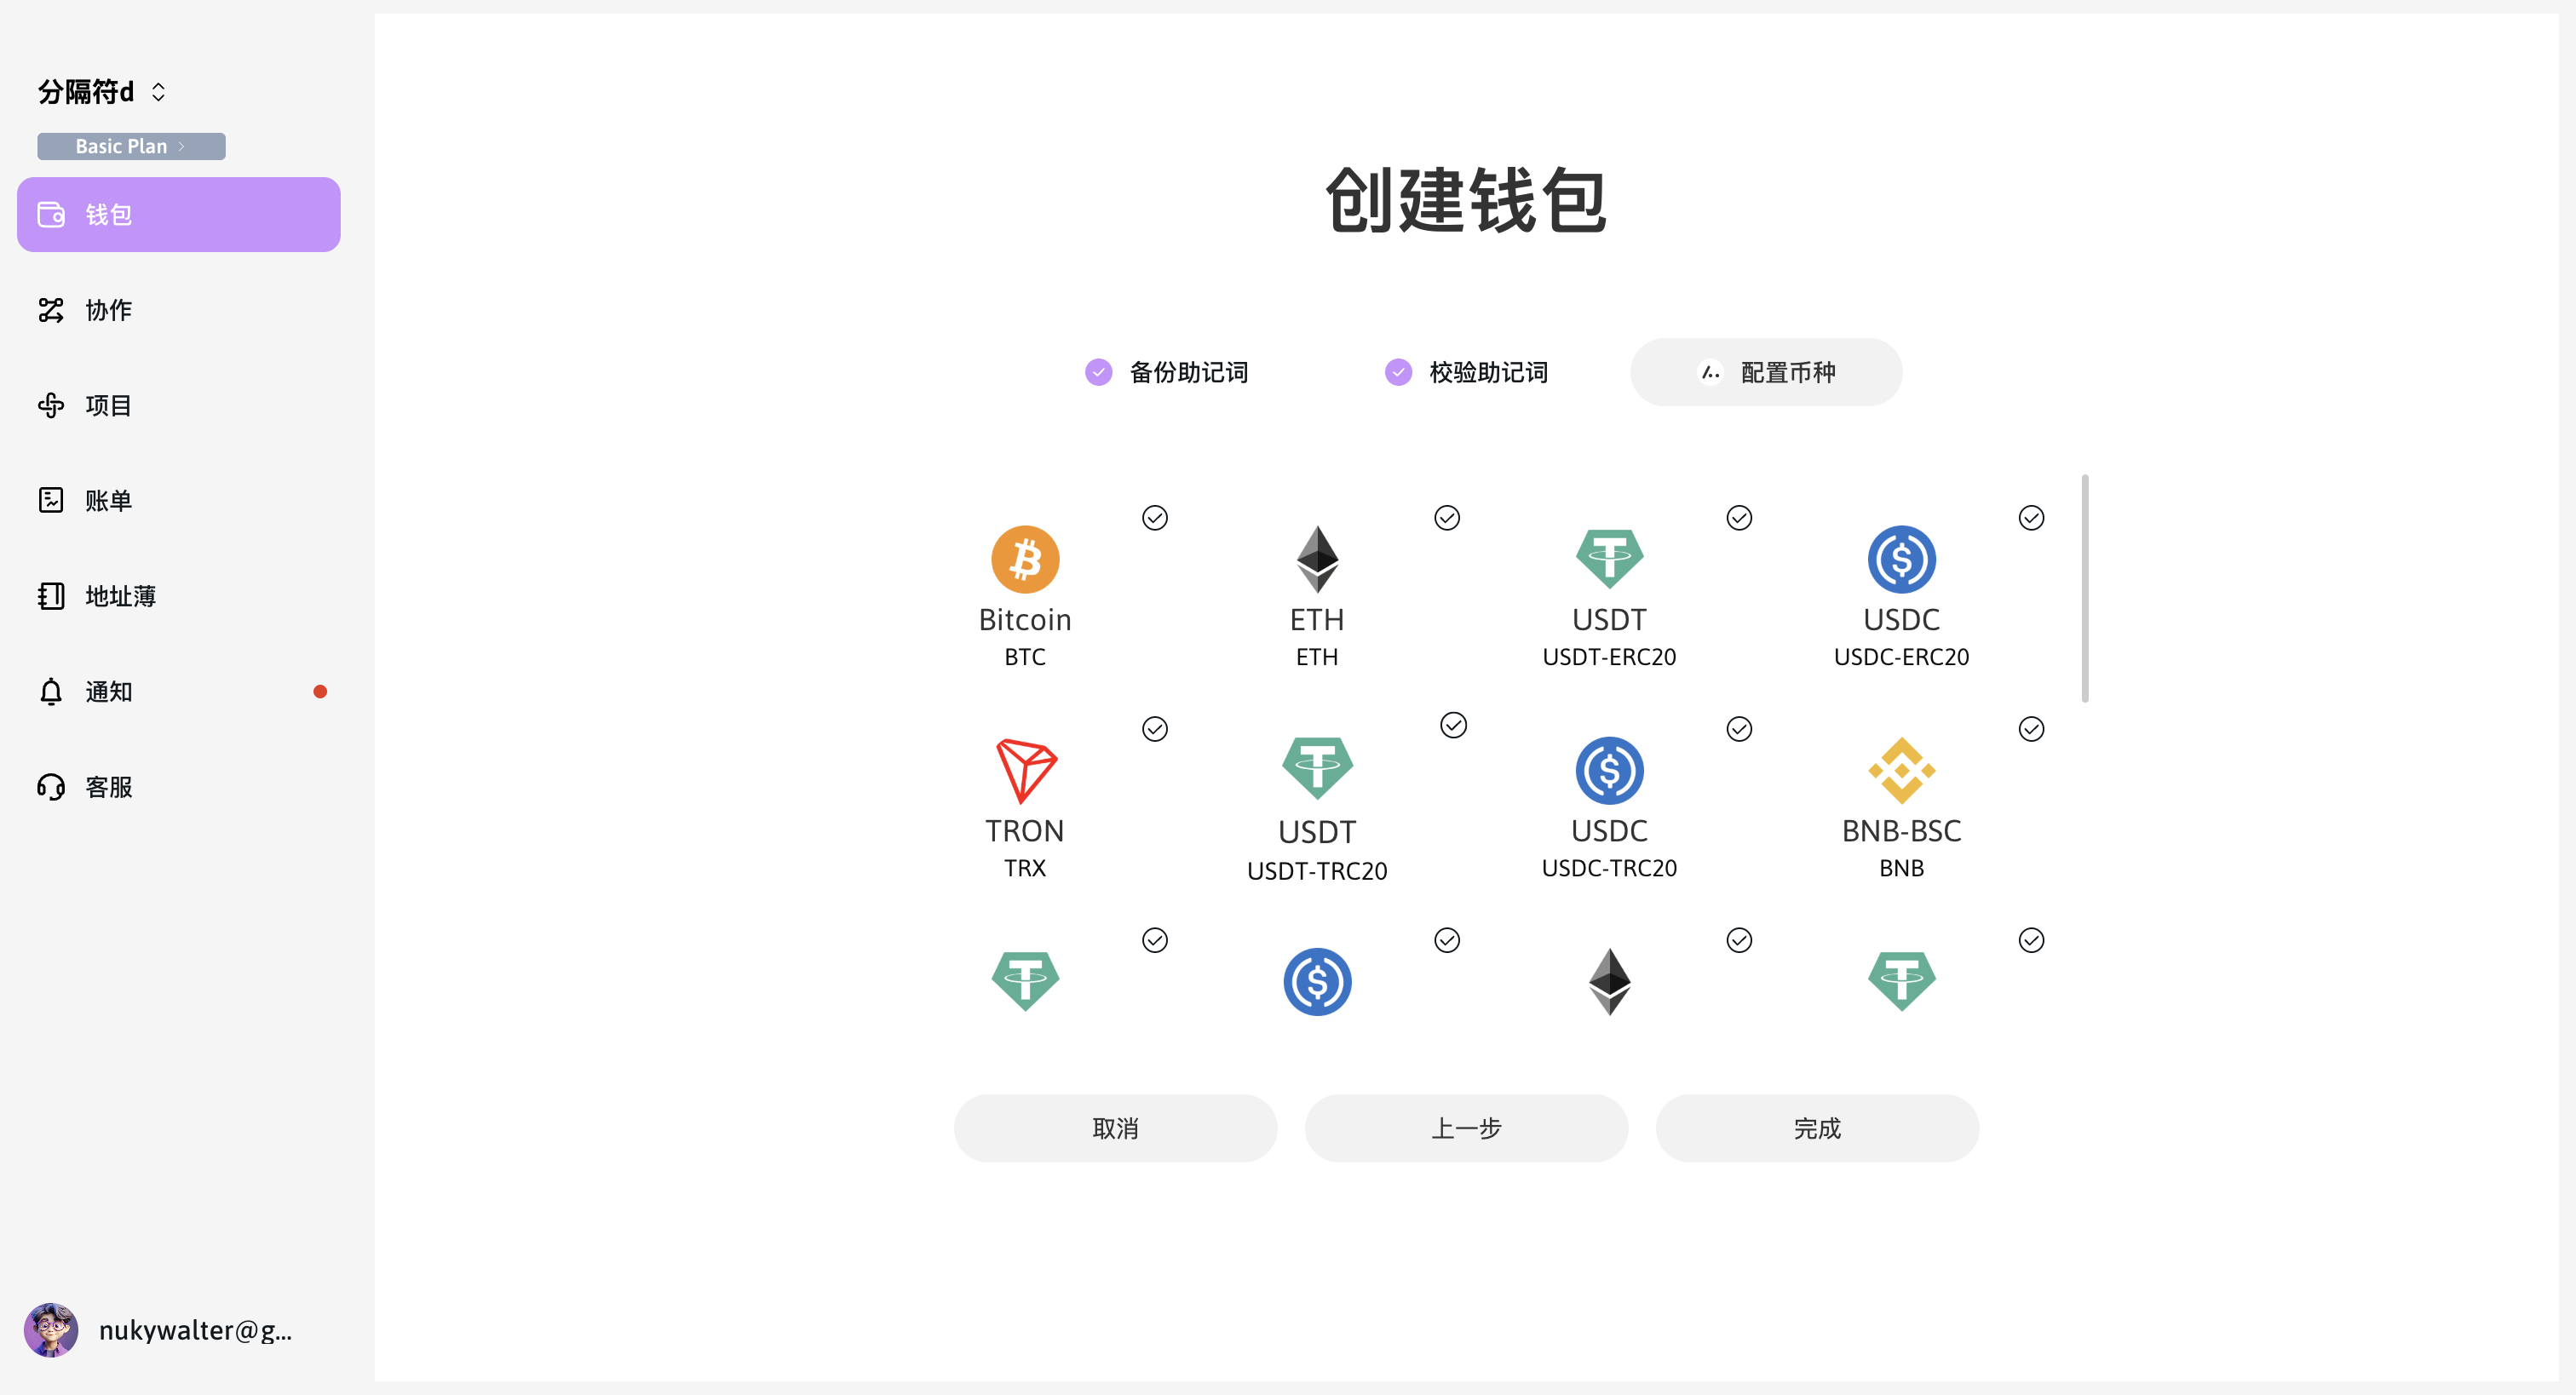 分隔符d
Basic Plan
钱包
协作
项目
账单
地址薄
通知
客服
nukywalter@g...
创建钱包
备份助记词 校验助记词 配置币种
Bitcoin ETH USDT USDC
BTC ETH USDT-ERC20 USDC-ERC20
TRON USDT USDC BNB-BSC
TRX USDT-TRC20 USDC-TRC20 BNB
取消 上一步 完成